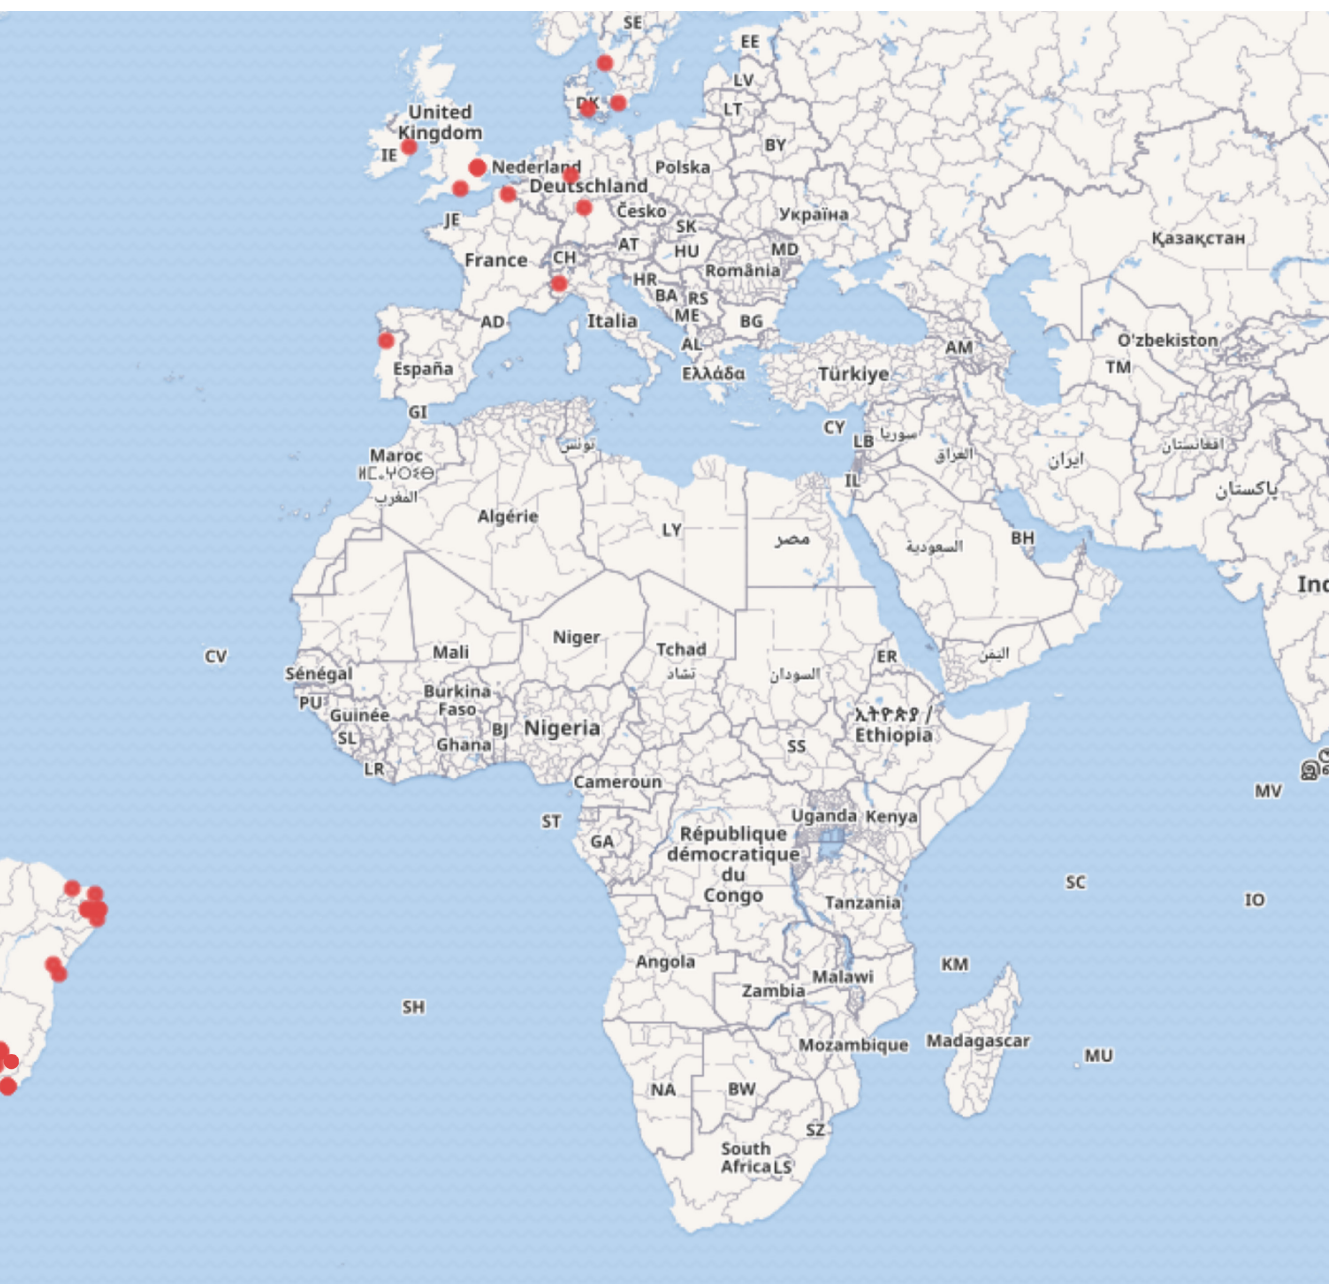 SE
EE
LV
DK
LT
United
Kingdom
BY
IE
Nederland
Polska
Deutschland
Česko
Україна
JE
SK
Қазақстан
AT
HU
MD
France
CH
România
HR
BA
RS
ME
AD
Italia
BG
O'zbekiston
AL
AM
España
Ελλάδα
Türkiye
TM
GI
CY
سوريا
LB
تونس
افغانستان
العراق
ایران
Maroc
ⵍⵎⴰⵖⵔⵉⴱ
المغرب
IL
پاکستان
Algérie
LY
مصر
السعودية
BH
Ind
Niger
Mali
Tchad
تشاد
CV
ER
اليمن
Sénégal
السودان
Burkina
Faso
PU
Guinée
BJ
Nigeria
ኢትዮጵያ /
Ethiopia
SL
Ghana
SS
LR
Cameroun
MV
ST
Uganda
Kenya
GA
République
démocratique
du
Congo
SC
IO
Tanzania
Angola
KM
Malawi
Zambia
SH
Mozambique
Madagascar
MU
NA
BW
SZ
South
Africa
LS